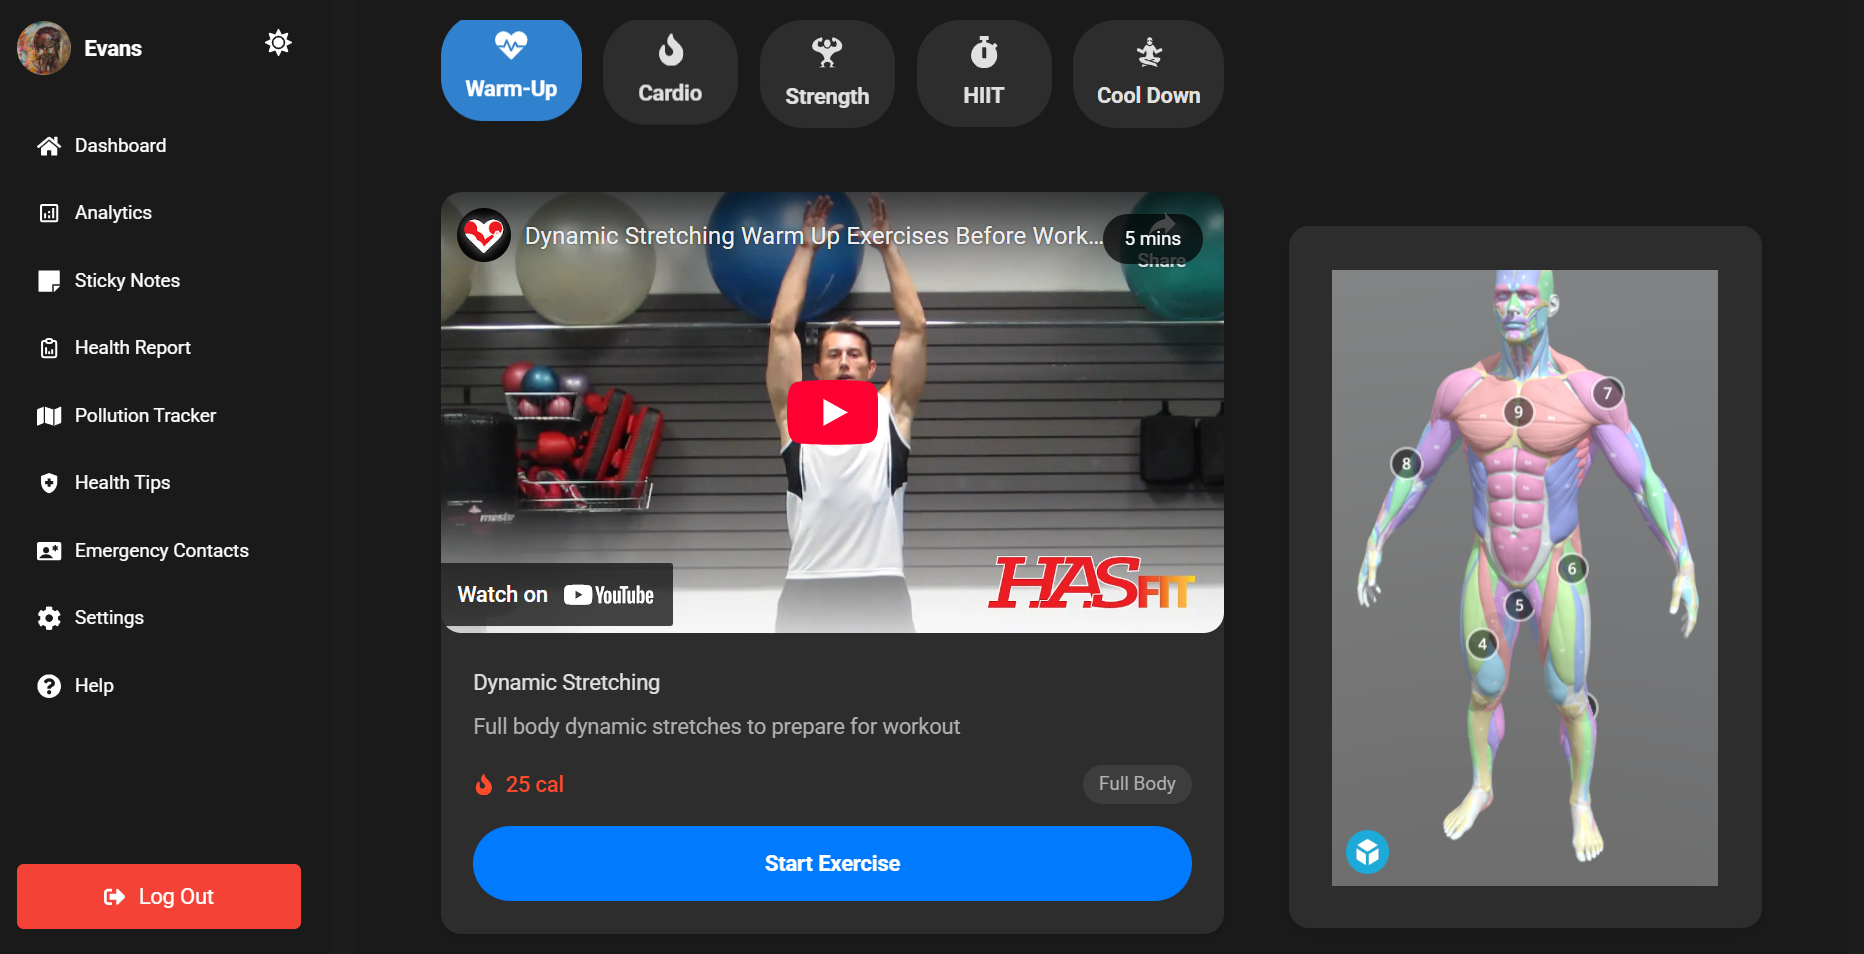 Evans
Dashboard
Analytics
Sticky Notes
Health Report
Pollution Tracker
Health Tips
Emergency Contacts
Settings
Help
Log Out
Warm-Up
Cardio
Strength
HIIT
Cool Down
Dynamic Stretching Warm Up Exercises Before Work...
5 mins
Share
HASFIT
Watch on YouTube
Dynamic Stretching
Full body dynamic stretches to prepare for workout
25 cal
Full Body
Start Exercise
7
9
8
6
5
4